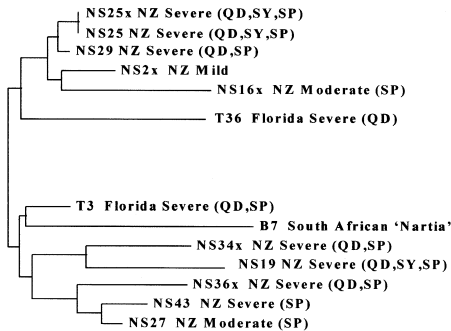 NS25x NZ Severe (QD,SY,SP)
NS25 NZ Severe (QD,SY,SP)
NS29 NZ Severe (QD,SP)
NS2x NZ Mild
NS16x NZ Moderate (SP)
T36 Florida Severe (QD)
T3 Florida Severe (QD,SP)
B7 South African ‘Nartia’
NS34x NZ Severe (QD,SP)
NS19 NZ Severe (QD,SY,SP)
NS36x NZ Severe (QD,SP)
NS43 NZ Severe (SP)
NS27 NZ Moderate (SP)